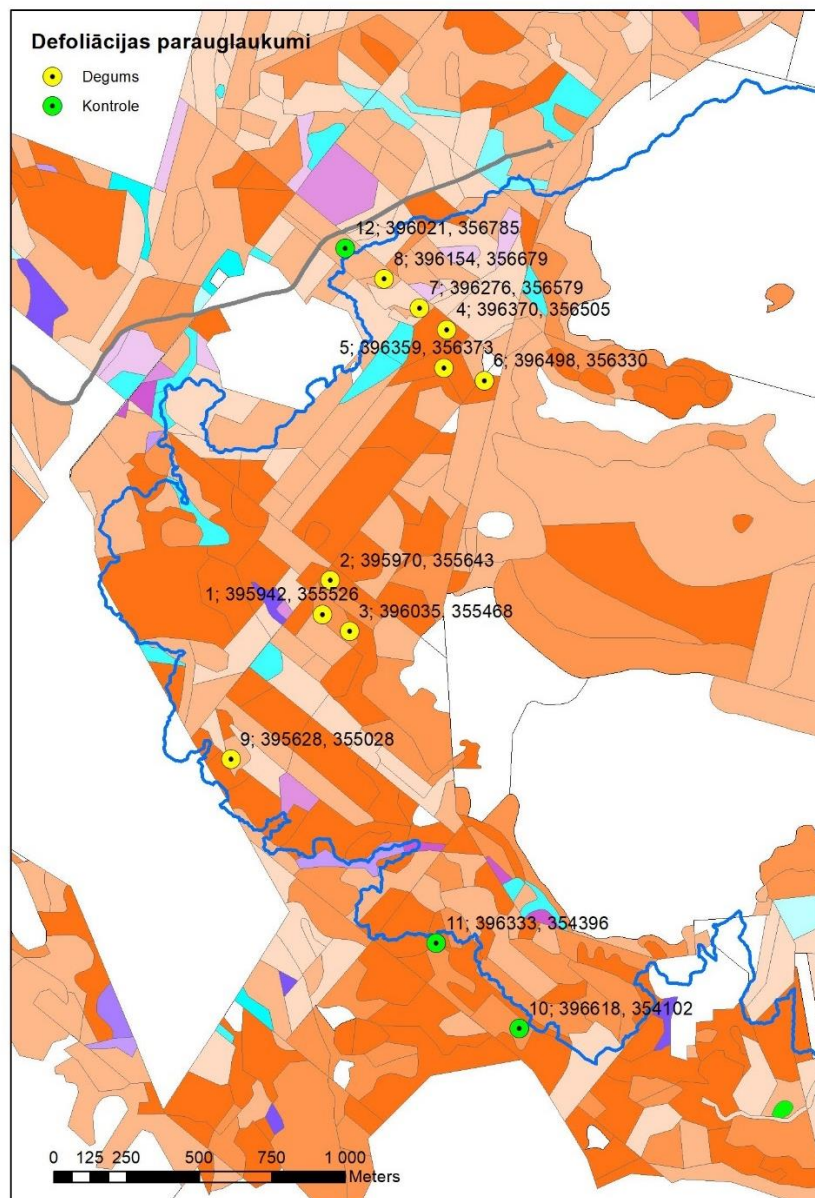 Defoliācijas parauglaukumi
Degums
Kontrole
12; 396021, 356785
8; 396154, 356679
7; 396276, 356579
4; 396370, 356505
5; 396359, 356373
6; 396498, 356330
2; 395970, 355643
1; 395942, 355526
3; 396035, 355468
9; 395628, 355028
11; 396333, 354396
10; 396618, 354102
0 125 250 500 750 1 000
Meters